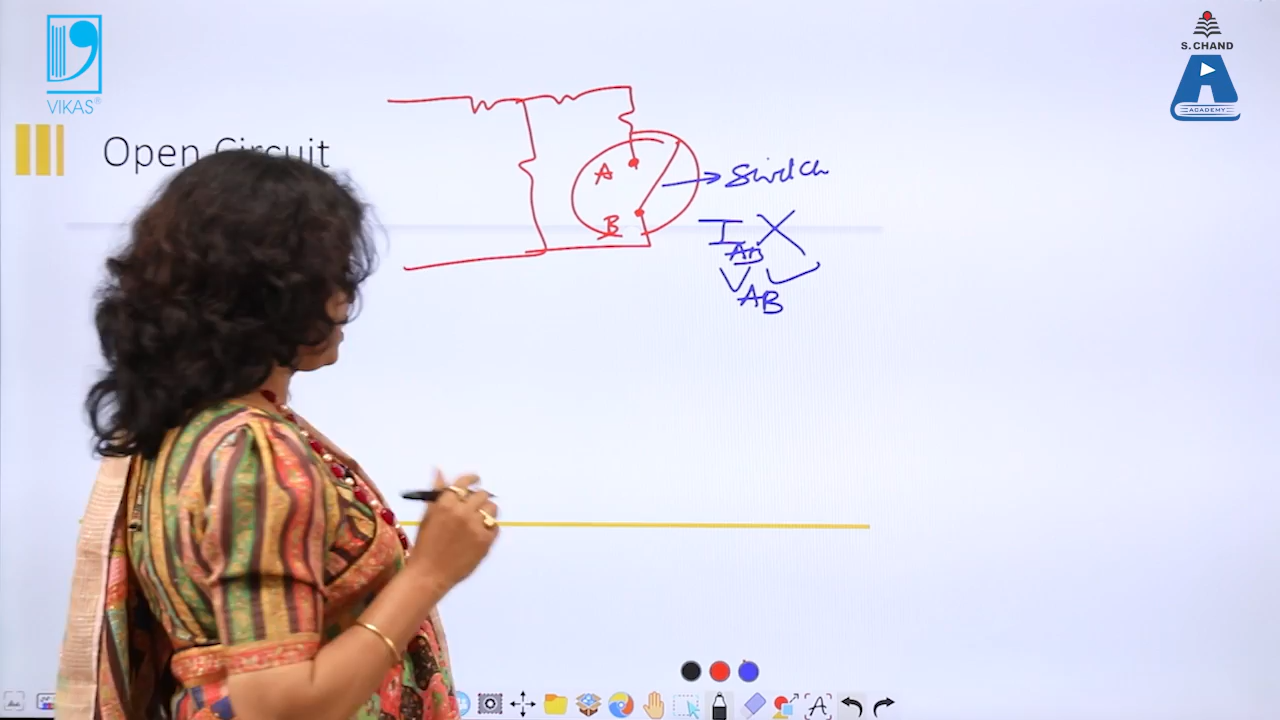 VIKAS®
S. CHAND
ACADEMY
Open Circuit
A
B
Switch
I AB X
V AB